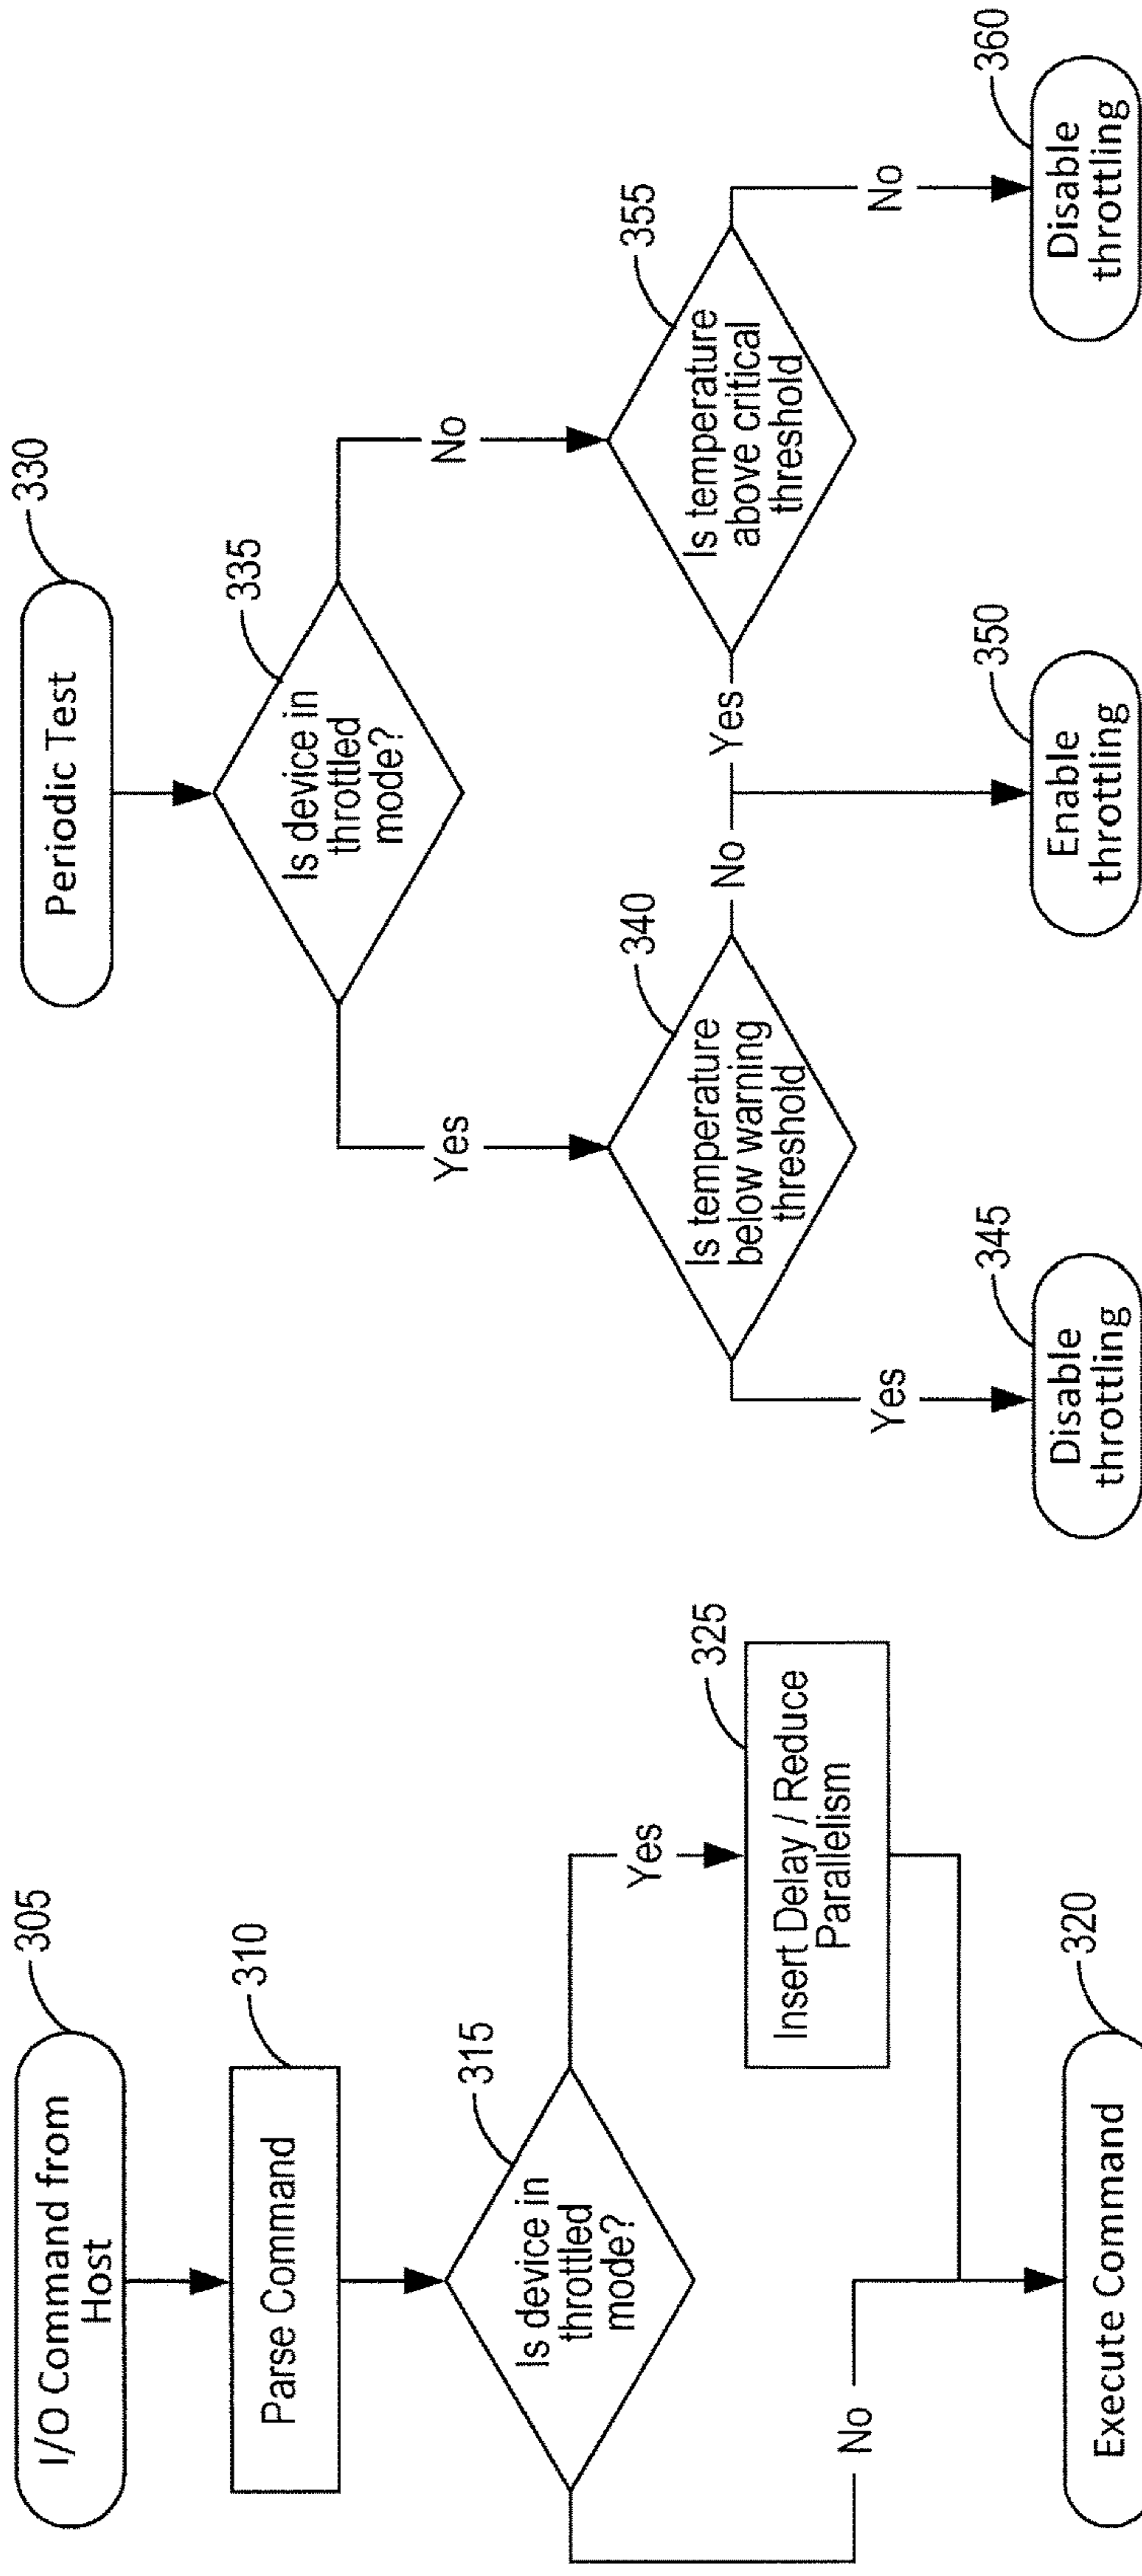 I/O Command from
Host
305
Parse Command
310
Is device in
throttled
mode?
315
Yes
Insert Delay / Reduce
Parallelism
325
No
Execute Command
320
Periodic Test
330
Is device in
throttled
mode?
335
Yes
No
Is temperature
below warning
threshold
340
Is temperature
above critical
threshold
355
Yes
No
Yes
No
Disable
throttling
345
Enable
throttling
350
Disable
throttling
360